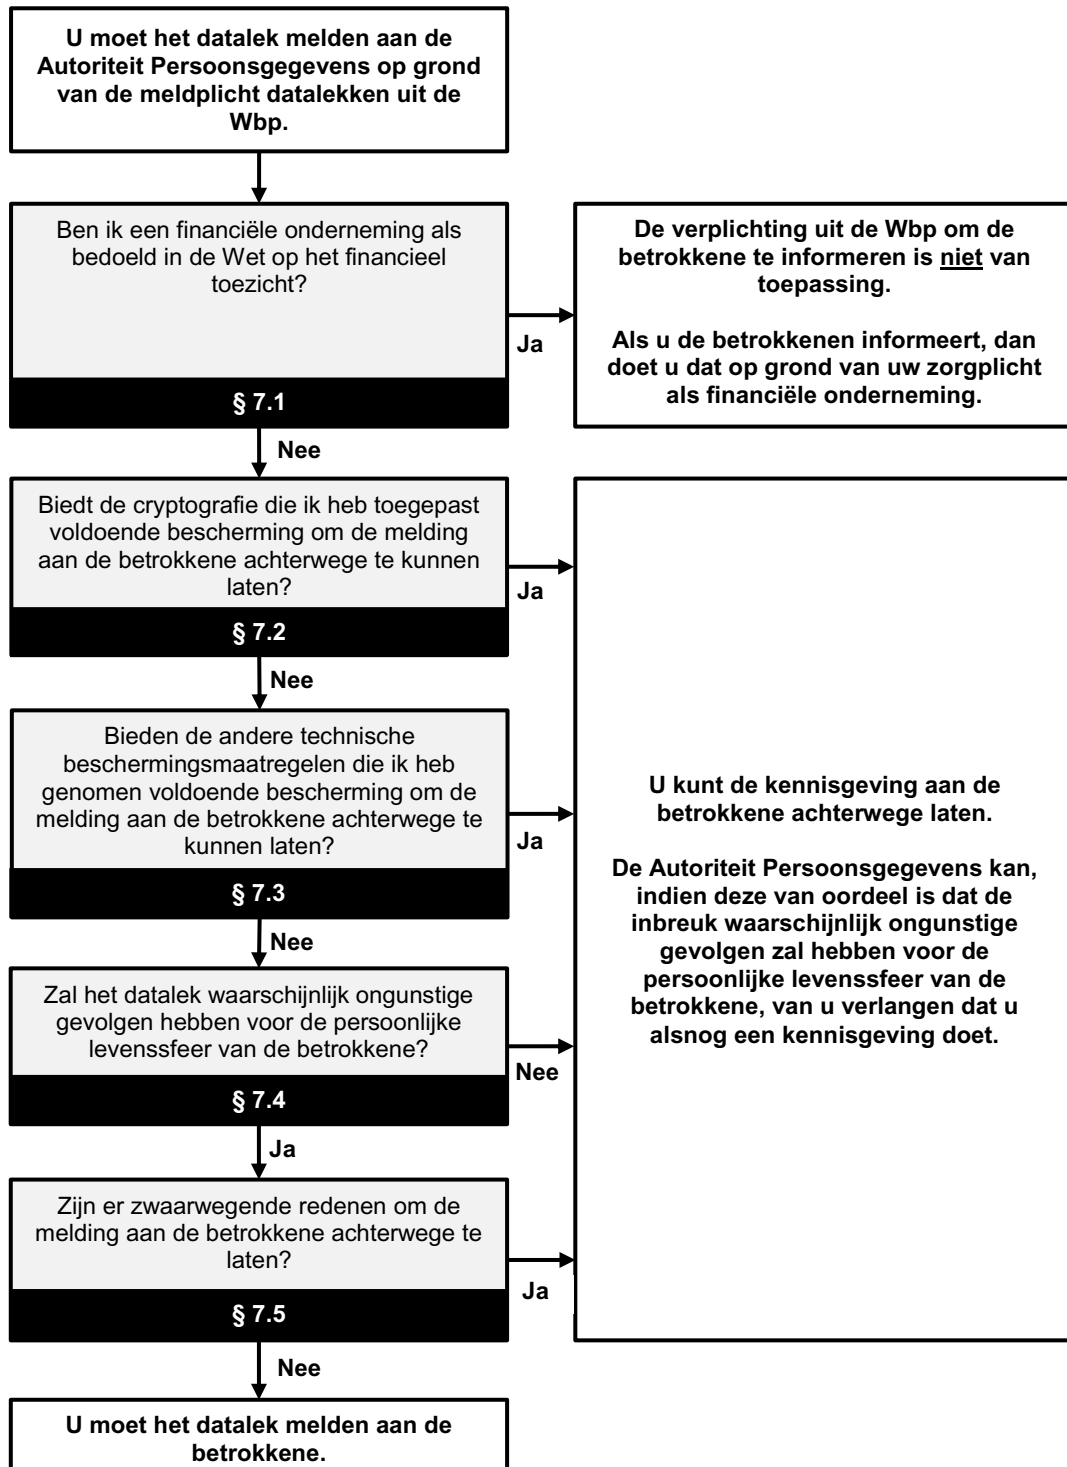 U moet het datalek melden aan de
Autoriteit Persoonsgegevens op grond
van de meldplicht datalekken uit de
Wbp.
Ben ik een financiële onderneming als
bedoeld in de Wet op het financieel
toezicht?
§ 7.1
Ja
De verplichting uit de Wbp om de
betrokkene te informeren is niet van
toepassing.
Als u de betrokkenen informeert, dan
doet u dat op grond van uw zorgplicht
als financiële onderneming.
Nee
Biedt de cryptografie die ik heb toegepast
voldoende bescherming om de melding
aan de betrokkene achterwege te kunnen
laten?
§ 7.2
Ja
Nee
Bieden de andere technische
beschermingsmaatregelen die ik heb
genomen voldoende bescherming om de
melding aan de betrokkene achterwege te
kunnen laten?
§ 7.3
Ja
Nee
Zal het datalek waarschijnlijk ongunstige
gevolgen hebben voor de persoonlijke
levenssfeer van de betrokkene?
§ 7.4
Nee
Ja
Zijn er zwaarwegende redenen om de
melding aan de betrokkene achterwege te
laten?
§ 7.5
Ja
U kunt de kennisgeving aan de
betrokkene achterwege laten.
De Autoriteit Persoonsgegevens kan,
indien deze van oordeel is dat de
inbreuk waarschijnlijk ongunstige
gevolgen zal hebben voor de
persoonlijke levenssfeer van de
betrokkene, van u verlangen dat u
alsnog een kennisgeving doet.
Nee
U moet het datalek melden aan de
betrokkene.